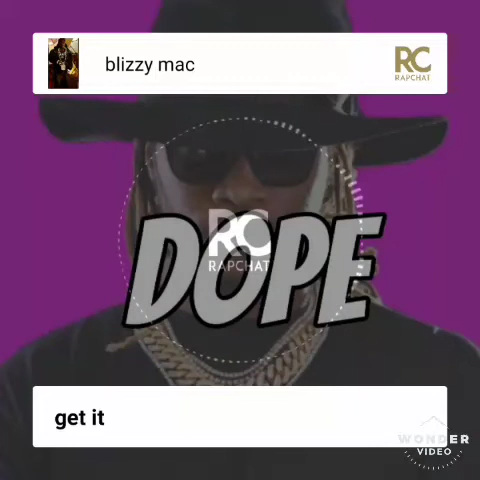 blizzy mac
RC
RAPCHAT
RC
RAPCHAT
DOPE
get it
WONDER
VIDEO